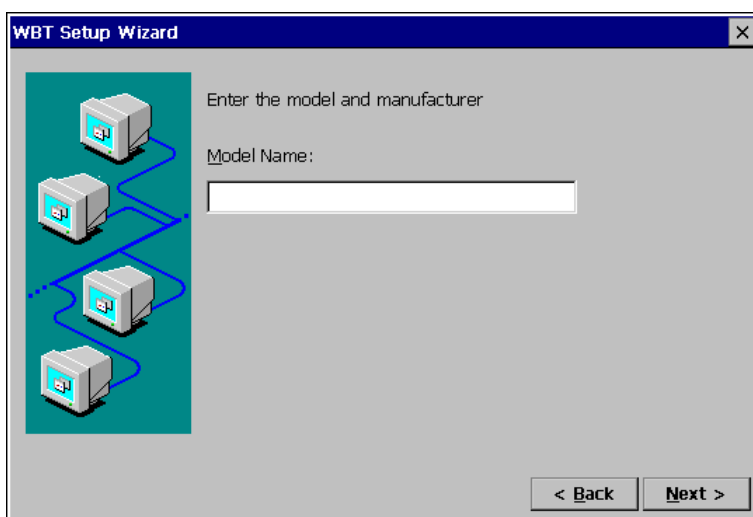 WBT Setup Wizard
Enter the model and manufacturer
Model Name:
< Back
Next >